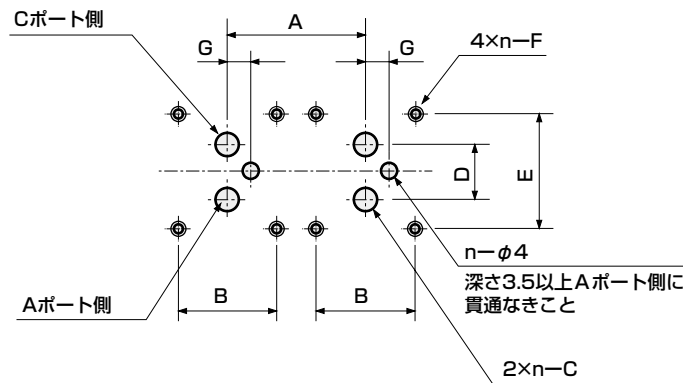 Cポート側
A
G
G
4×n－F
D
E
n－φ4
深さ3.5以上Aポート側に
貫通なきこと
Aポート側
B
B
2×n－C